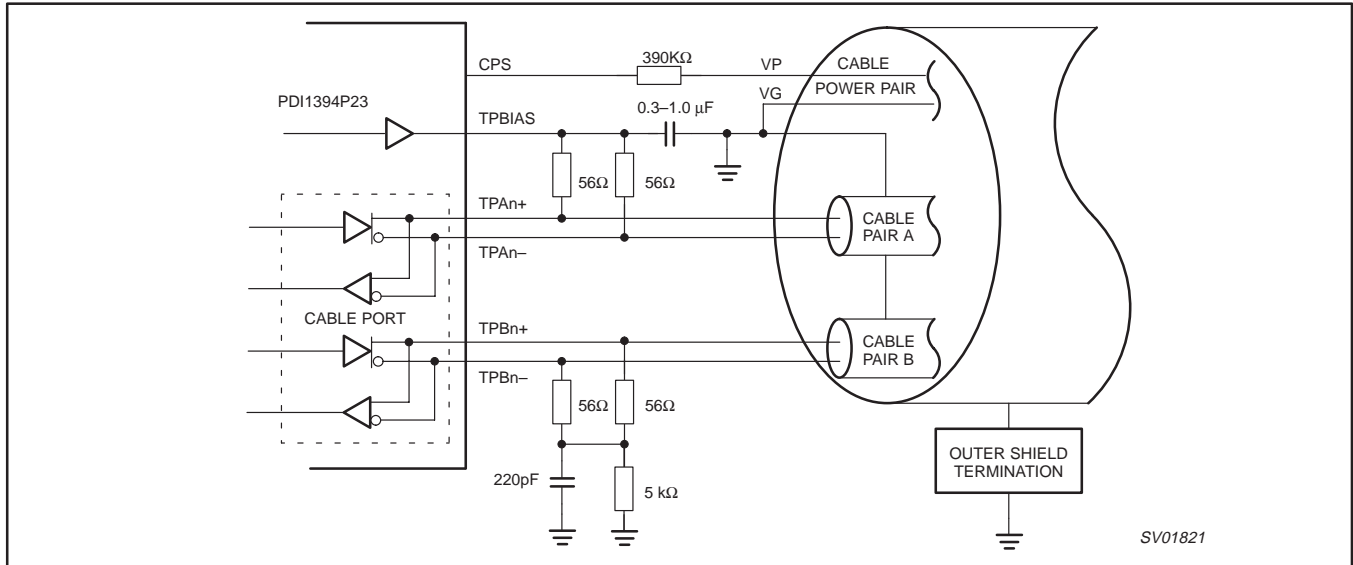 CPS
390KΩ
VP
CABLE
POWER PAIR
VG
PDI1394P23
0.3–1.0 μF
TPBIAS
56Ω
56Ω
TPAn+
CABLE
PAIR A
TPAn–
CABLE PORT
TPBn+
CABLE
PAIR B
TPBn–
56Ω
56Ω
220pF
5 kΩ
OUTER SHIELD
TERMINATION
SV01821